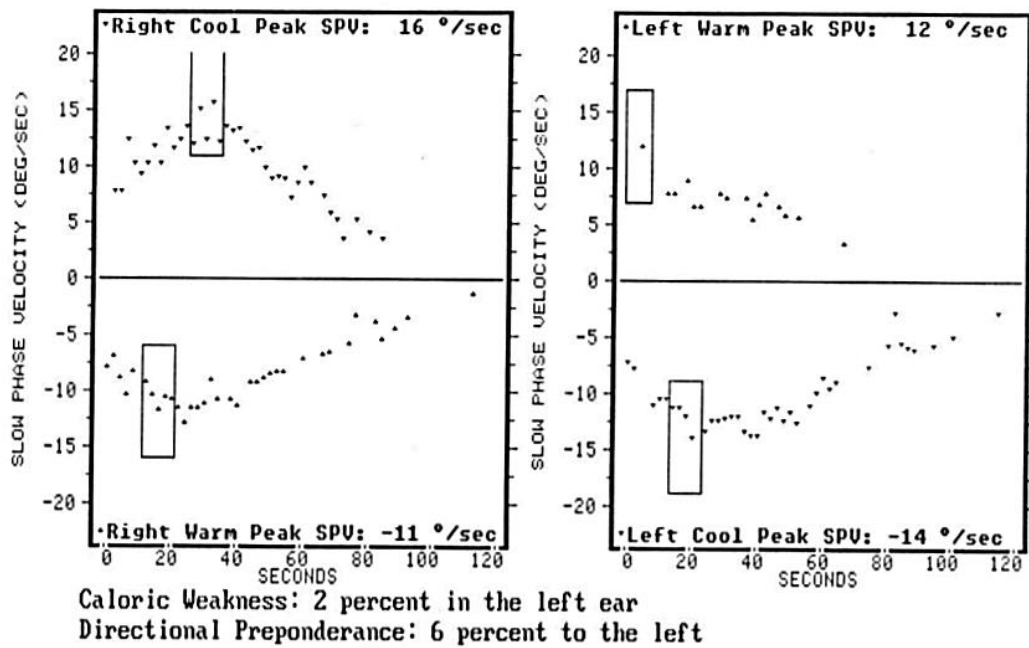 Right Cool Peak SPV: 16 °/sec
20
15
10
5
0
-5
-10
-15
-20
SLOW PHASE VELOCITY <DEG/SEC>
Right Warm Peak SPV: -11 °/sec
0 20 40 60 80 100 120
SECONDS
Left Warm Peak SPV: 12 °/sec
20
15
10
5
0
-5
-10
-15
-20
SLOW PHASE VELOCITY <DEG/SEC>
Left Cool Peak SPV: -14 °/sec
0 20 40 60 80 100 120
SECONDS
Caloric Weakness: 2 percent in the left ear
Directional Preponderance: 6 percent to the left